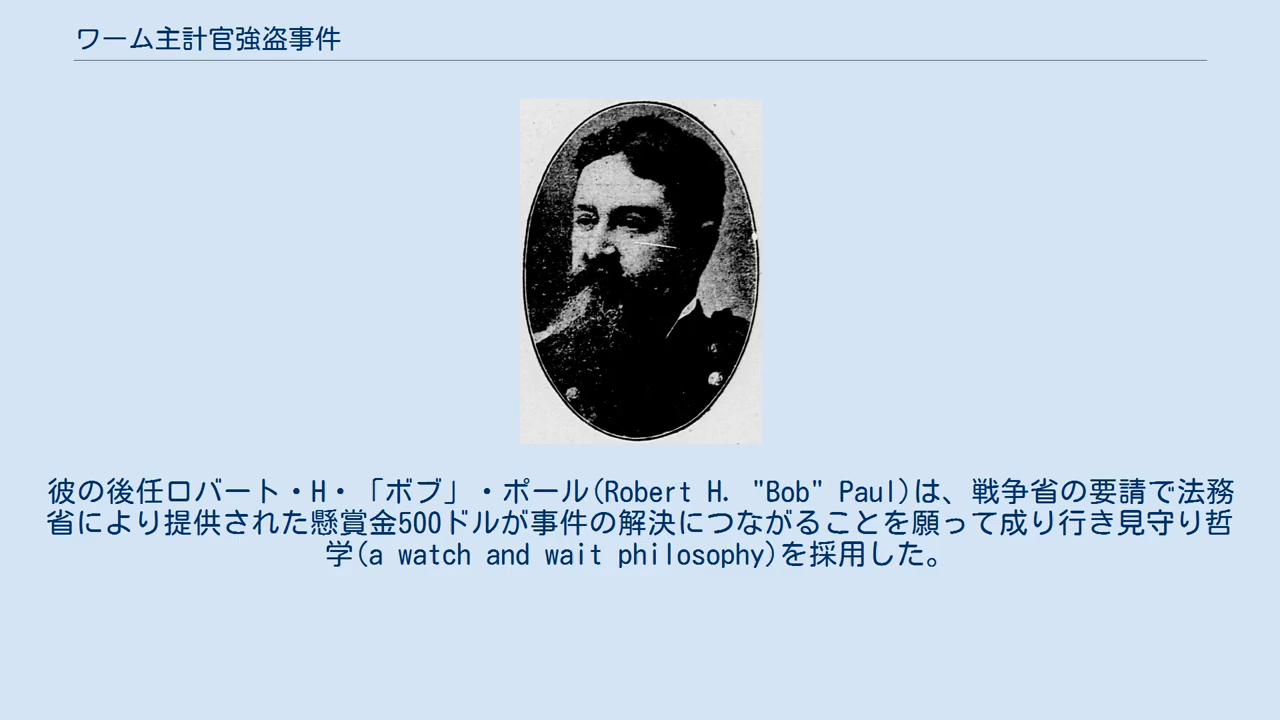 ワーム主計官強盗事件
彼の後任ロバート・H・「ボブ」・ポール(Robert H. "Bob" Paul)は、戦争省の要請で法務
省により提供された懸賞金500ドルが事件の解決につながることを願って成り行き見守り哲
学(a watch and wait philosophy)を採用した。